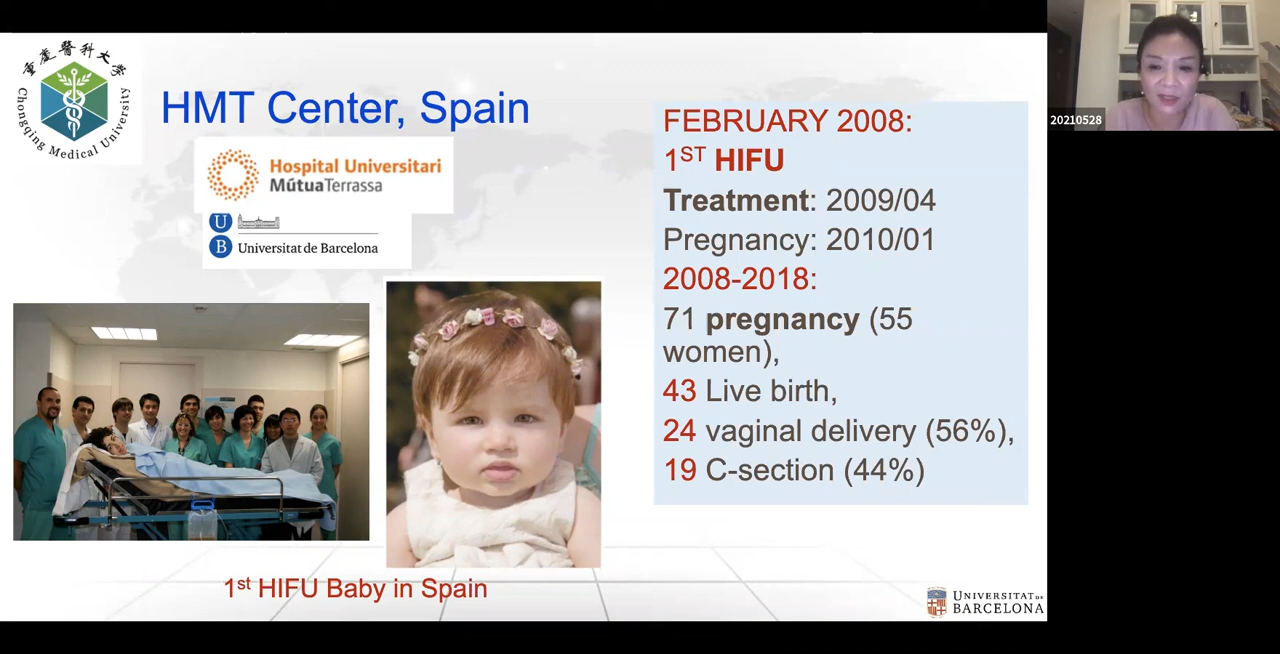 重慶醫科大学
Chongqing Medical University
HMT Center, Spain
Hospital Universitari
MútuaTerrassa
U
B Universitat de Barcelona
FEBRUARY 2008:
1ST HIFU
Treatment: 2009/04
Pregnancy: 2010/01
2008-2018:
71 pregnancy (55
women),
43 Live birth,
24 vaginal delivery (56%),
19 C-section (44%)
1st HIFU Baby in Spain
UNIVERSITAT DE
BARCELONA
20210528